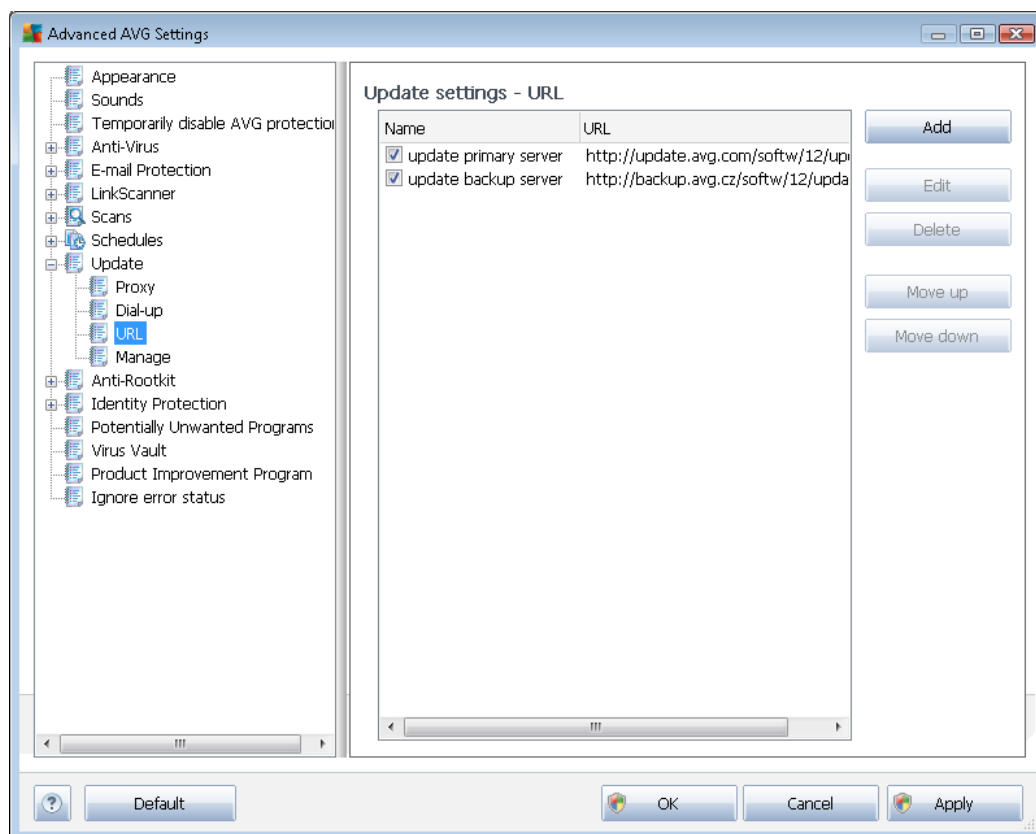 Advanced AVG Settings
Appearance
Sounds
Temporarily disable AVG protection
Anti-Virus
E-mail Protection
LinkScanner
Scans
Schedules
Update
Proxy
Dial-up
URL
Manage
Anti-Rootkit
Identity Protection
Potentially Unwanted Programs
Virus Vault
Product Improvement Program
Ignore error status
Update settings - URL
Name URL
update primary server http://update.avg.com/softw/12/up
update backup server http://backup.avg.cz/softw/12/upda
Add
Edit
Delete
Move up
Move down
Default
OK
Cancel
Apply